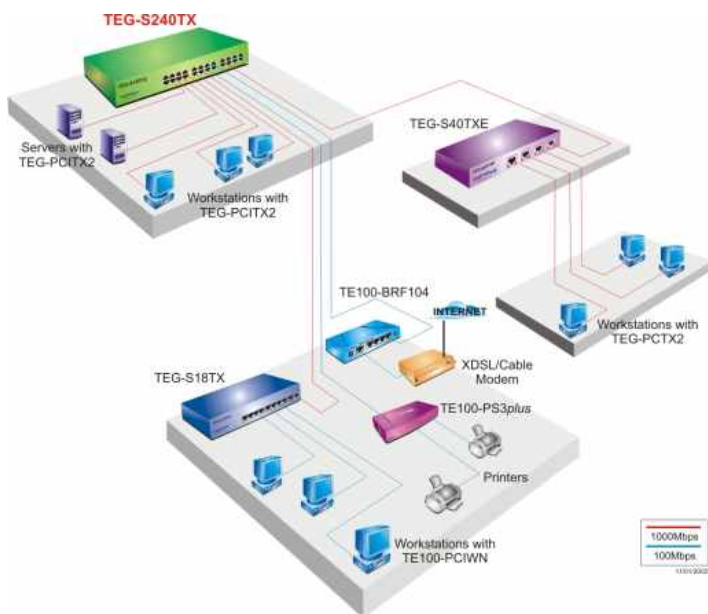 TEG-S240TX
TEG-S40TXE
Servers with
TEG-PCITX2
Workstations with
TEG-PCITX2
TE100-BRF104
INTERNET
Workstations with
TEG-PCTX2
XDSL/Cable
Modem
TEG-S18TX
TE100-PS3plus
Printers
Workstations with
TE100-PCIWN
1000Mbps
100Mbps